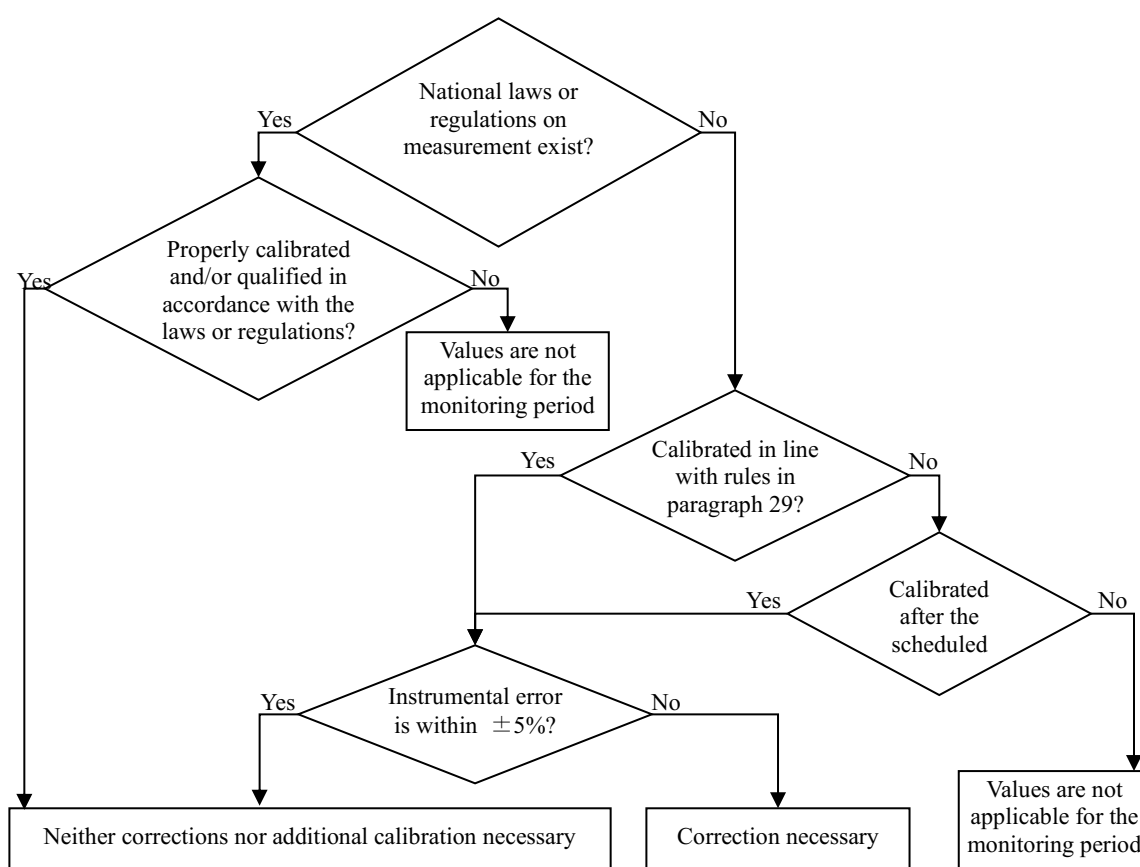 National laws or
regulations on
measurement exist?
Yes
No
Properly calibrated
and/or qualified in
accordance with the
laws or regulations?
Yes
No
Values are not
applicable for the
monitoring period
Calibrated in line
with rules in
paragraph 29?
Yes
No
Calibrated
after the
scheduled
Yes
No
Instrumental error
is within ±5%?
Yes
No
Neither corrections nor additional calibration necessary
Correction necessary
Values are not
applicable for the
monitoring period